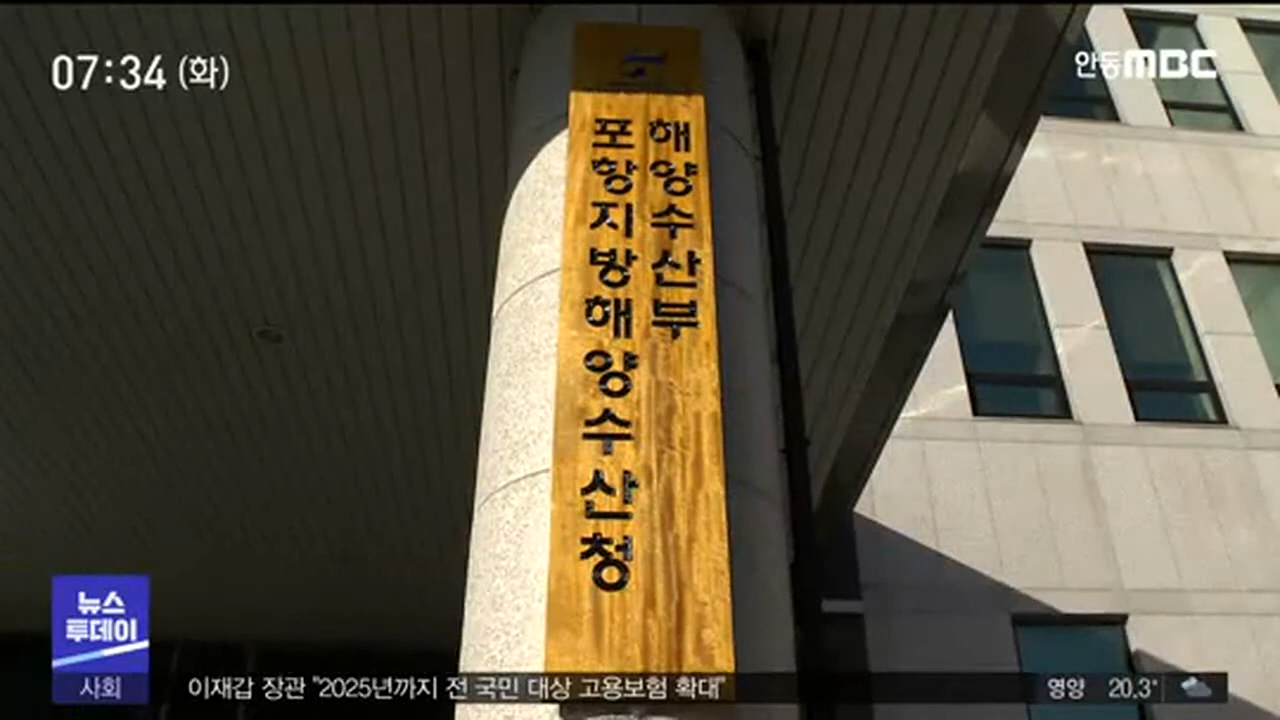 07:34 (화)
안동MBC
해양수산부
포항지방해양수산청
뉴스
투데이
사회
이재갑 장관 "2025년까지 전 국민 대상 고용보험 확대"
영양 20.3°